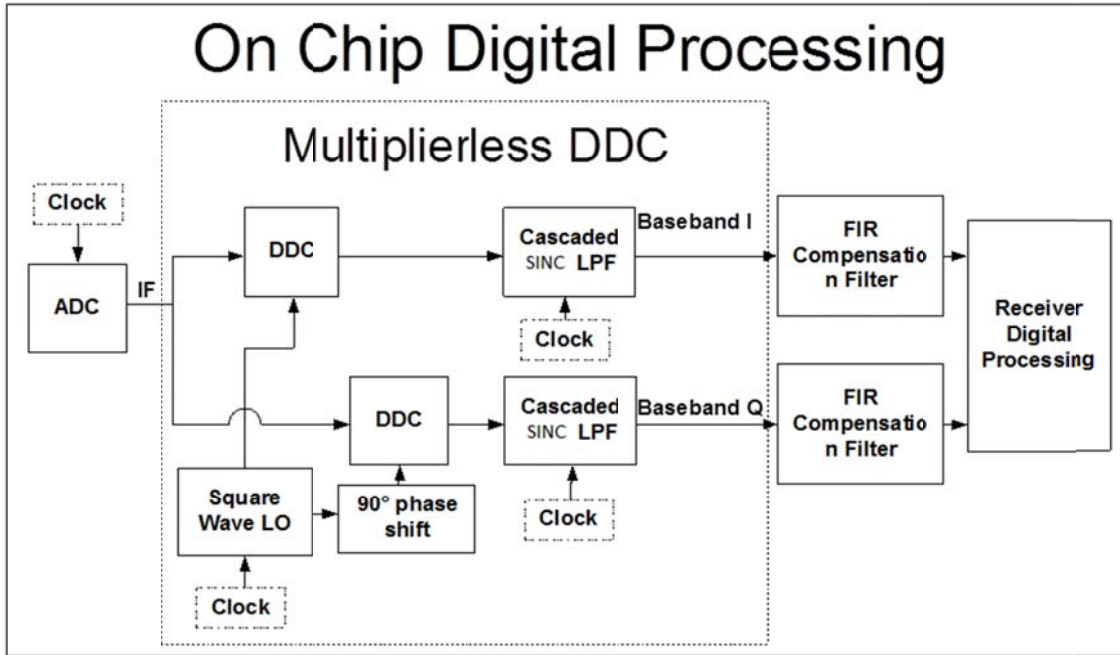 On Chip Digital Processing
Multiplierless DDC
Clock
ADC
IF
DDC
Cascaded
SINC LPF
Clock
Baseband I
FIR
Compensatio
n Filter
Receiver
Digital
Processing
DDC
Cascaded
SINC LPF
Clock
Baseband Q
FIR
Compensatio
n Filter
Square
Wave LO
90° phase
shift
Clock